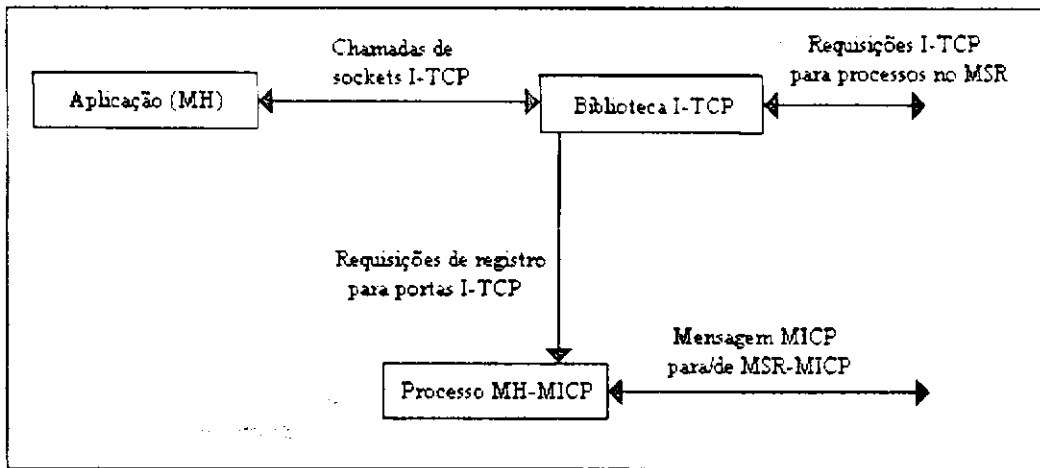 Chamadas de
sockets I-TCP
Requisições I-TCP
para processos no MSR
Aplicação (MH)
Biblioteca I-TCP
Requisições de registro
para portas I-TCP
Mensagem MICP
para/de MSR-MICP
Processo MH-MICP